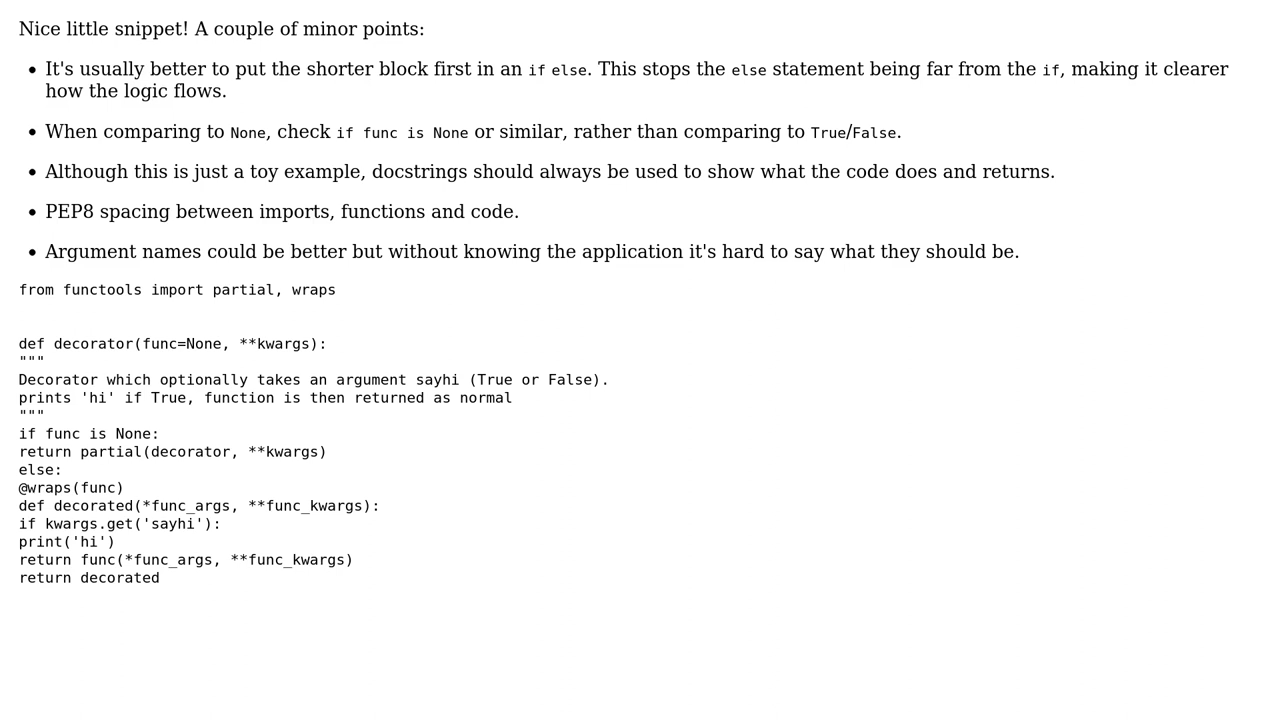 Nice little snippet! A couple of minor points:
• It's usually better to put the shorter block first in an if else. This stops the else statement being far from the if, making it clearer
how the logic flows.
• When comparing to None, check if func is None or similar, rather than comparing to True/False.
• Although this is just a toy example, docstrings should always be used to show what the code does and returns.
• PEP8 spacing between imports, functions and code.
• Argument names could be better but without knowing the application it's hard to say what they should be.
from functools import partial, wraps
def decorator(func=None, **kwargs):
"""
Decorator which optionally takes an argument sayhi (True or False).
prints 'hi' if True, function is then returned as normal
"""
if func is None:
return partial(decorator, **kwargs)
else:
@wraps(func)
def decorated(*func_args, **func_kwargs):
if kwargs.get('sayhi'):
print('hi')
return func(*func_args, **func_kwargs)
return decorated